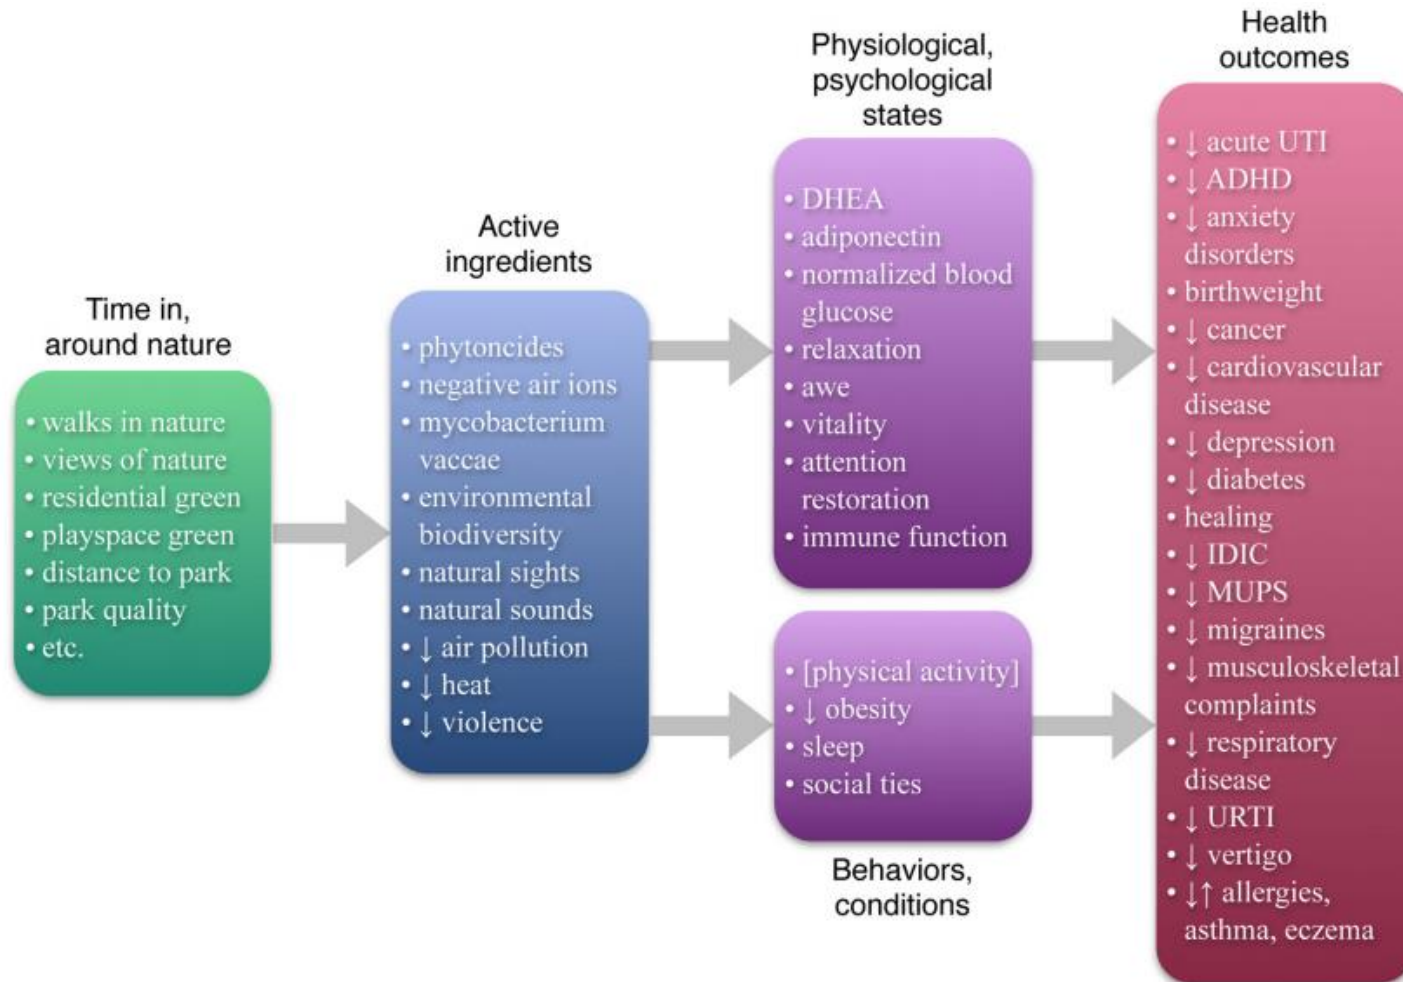 Time in,
around nature
• walks in nature
• views of nature
• residential green
• playspace green
• distance to park
• park quality
• etc.
Active
ingredients
• phytoncides
• negative air ions
• mycobacterium
vaccae
• environmental
biodiversity
• natural sights
• natural sounds
• ↓ air pollution
• ↓ heat
• ↓ violence
Physiological,
psychological
states
• DHEA
• adiponectin
• normalized blood
glucose
• relaxation
• awe
• vitality
• attention
restoration
• immune function
• [physical activity]
• ↓ obesity
• sleep
• social ties
Behaviors,
conditions
Health
outcomes
• ↓ acute UTI
• ↓ ADHD
• ↓ anxiety
disorders
• birthweight
• ↓ cancer
• ↓ cardiovascular
disease
• ↓ depression
• ↓ diabetes
• healing
• ↓ IDIC
• ↓ MUPS
• ↓ migraines
• ↓ musculoskeletal
complaints
• ↓ respiratory
disease
• ↓ URTI
• ↓ vertigo
• ↓↑ allergies,
asthma, eczema